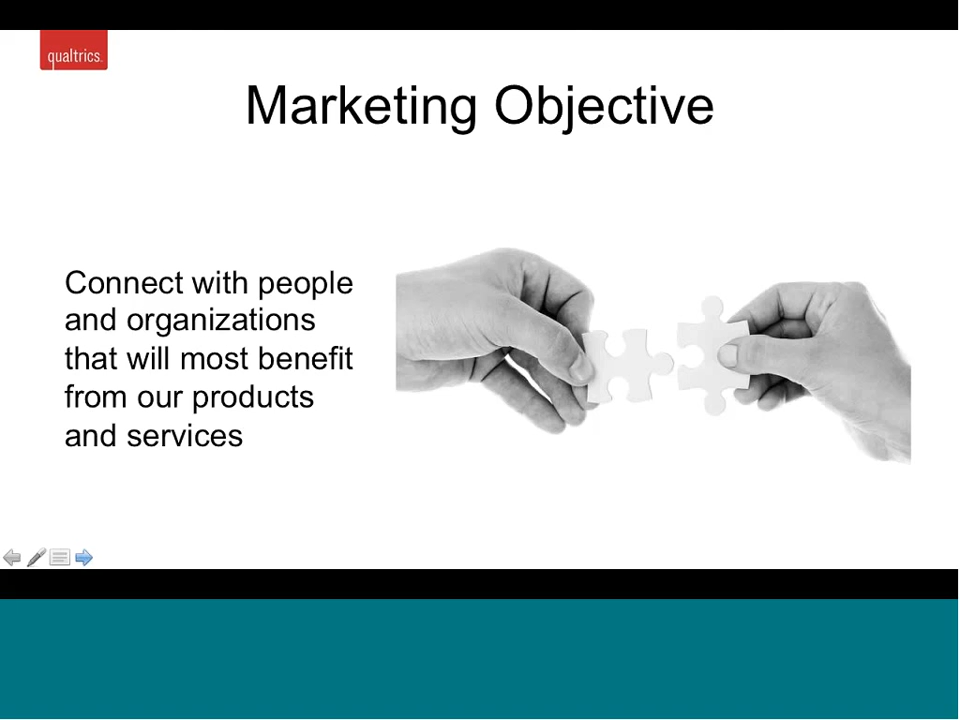 qualtrics.
Marketing Objective
Connect with people
and organizations
that will most benefit
from our products
and services